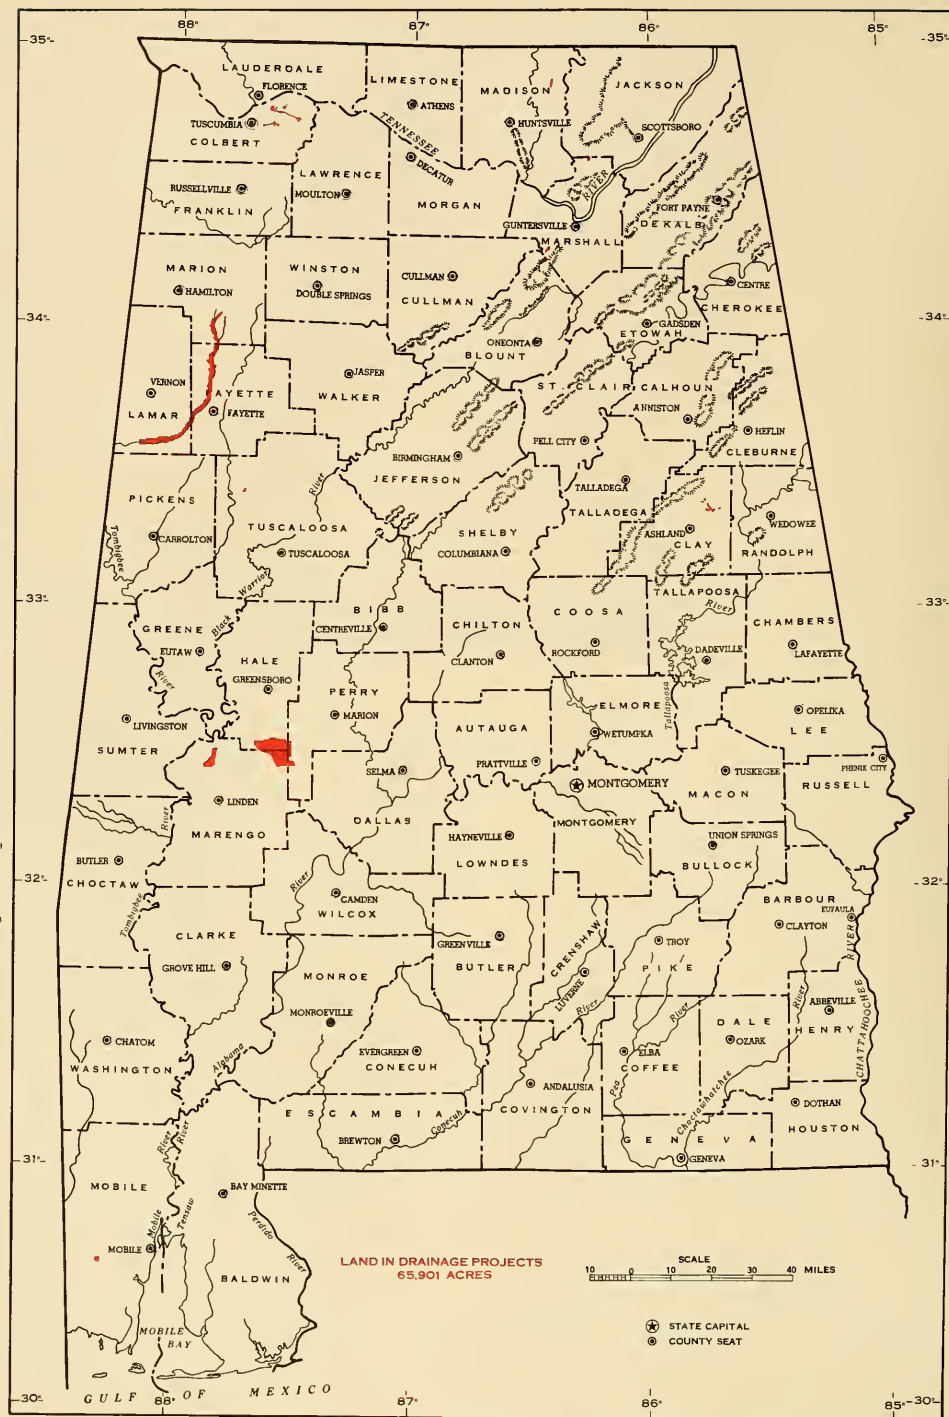 88°
87°
86°
85°
35°
35°
LAUDERDALE
FLORENCE
LIMESTONE
ATHENS
MADISON
JACKSON
TUSCUMBIA
COLBERT
TENNESSEE
HUNTSVILLE
SCOTTSBORO
DECATUR
LAWRENCE
MOULTON
RUSSELLVILLE
FRANKLIN
MORGAN
RIVER
FORT PAYNE
DEKALB
GUNTERSVILLE
MARSHALL
MARION
HAMILTON
WINSTON
DOUBLE SPRINGS
CULLMAN
CULLMAN
CENTRE
CHEROKEE
34°
34°
GADSDEN
ETOWAH
ONEONTA
BLOUNT
VERNON
LAMAR
AYETTE
FAYETTE
JASPER
WALKER
ST. CLAIR
CALHOUN
ANNISTON
HEFLIN
CLEBURNE
PELL CITY
BIRMINGHAM
JEFFERSON
River
TALLADEGA
TALLADEGA
PICKENS
CARROLTON
Tombigbee
TUSCALOOSA
TUSCALOOSA
SHELBY
COLUMBIANA
ASHLAND
CLAY
WEDOWEE
RANDOLPH
33°
33°
Black Warrior
BIBB
CENTREVILLE
CHILTON
CLANTON
COOSA
ROCKFORD
TALLAPOOSA
River
DADEVILLE
CHAMBERS
LAFAYETTE
GREENE
EUTAW
River
HALE
GREENSBORO
PERRY
MARION
ELMORE
WETUMPKA
Tallapoosa
OPELIKA
LEE
LIVINGSTON
SUMTER
AUTAUGA
PRATTVILLE
SELMA
MONTGOMERY
TUSKEGEE
MACON
PHENIX CITY
RUSSELL
LINDEN
MARENGO
River
DALLAS
HAYNEVILLE
LOWNDES
MONTGOMERY
UNION SPRINGS
BULLOCK
BUTLER
CHOCTAW
32°
32°
River
CAMDEN
WILCOX
BARBOUR
EUFAULA
CLAYTON
Tombigbee
CLARKE
GROVE HILL
GREENVILLE
BUTLER
CRENSHAW
LUVERNE
TROY
PIKE
RIVER
MONROE
MONROEVILLE
River
River
River
ABBEVILLE
HENRY
CHATTAHOOCHEE
DALE
OZARK
CHATOM
WASHINGTON
Alabama
EVERGREEN
CONECUH
ELBA
COFFEE
Pea
Choctawhatchee
ANDALUSIA
COVINGTON
DOTHAN
HOUSTON
ESCAMBIA
BREWTON
Conecuh
GENEVA
GENEVA
31°
31°
River
River
MOBILE
MOBILE
Mobile
Tensaw
BAY MINETTE
Perdido
River
BALDWIN
MOBILE
BAY
LAND IN DRAINAGE PROJECTS
65,901 ACRES
SCALE
10 0 10 20 30 40 MILES
STATE CAPITAL
COUNTY SEAT
GULF OF MEXICO
30°
88°
87°
86°
85°
30°